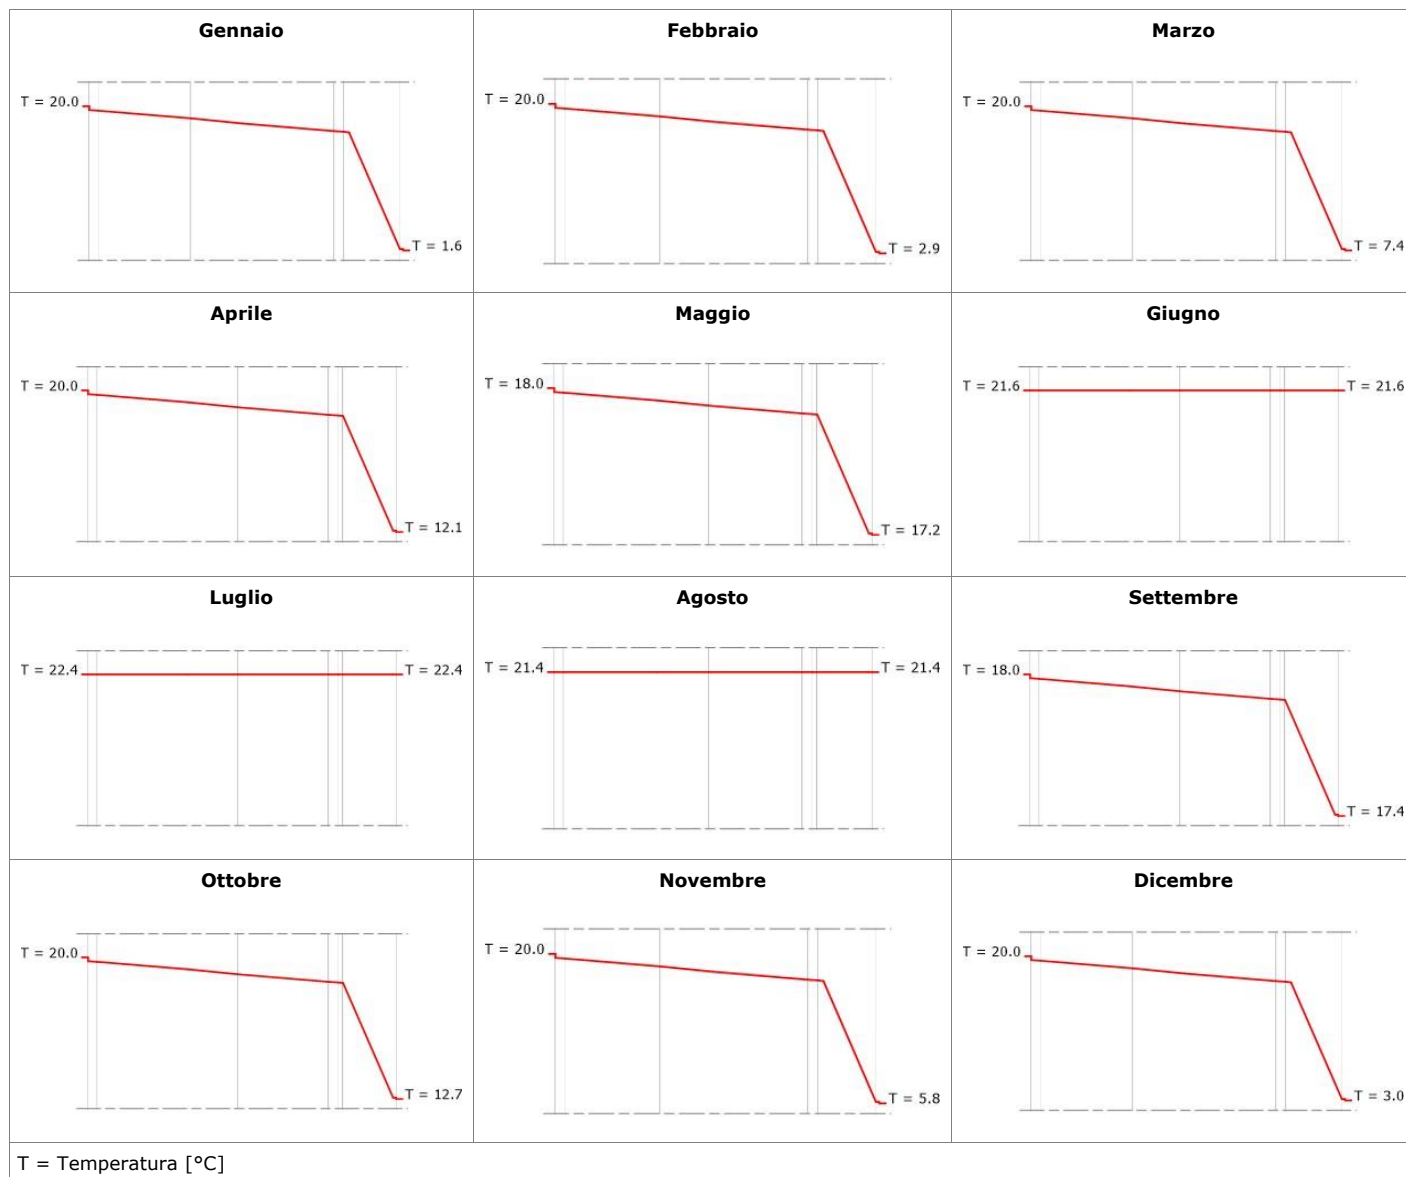 Gennaio
T = 20.0
T = 1.6
Febbraio
T = 20.0
T = 2.9
Marzo
T = 20.0
T = 7.4
Aprile
T = 20.0
T = 12.1
Maggio
T = 18.0
T = 17.2
Giugno
T = 21.6
T = 21.6
Luglio
T = 22.4
T = 22.4
Agosto
T = 21.4
T = 21.4
Settembre
T = 18.0
T = 17.4
Ottobre
T = 20.0
T = 12.7
Novembre
T = 20.0
T = 5.8
Dicembre
T = 20.0
T = 3.0
T = Temperatura [°C]